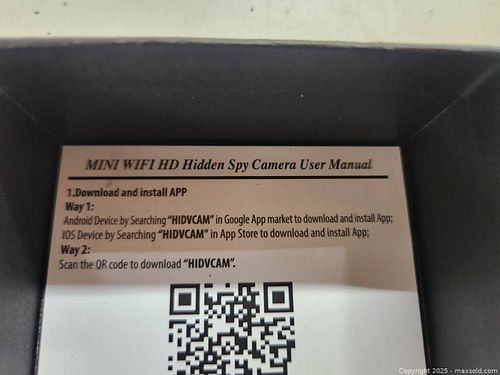 MINI WIFI HD Hidden Spy Camera User Manual
1.Download and install APP
Way 1:
Android Device by Searching “HIDVCAM” in Google App market to download and install App;
IOS Device by Searching “HIDVCAM” in App Store to download and install App;
Way 2:
Scan the QR code to download “HIDVCAM”.
Copyright 2025 - maxsold.com